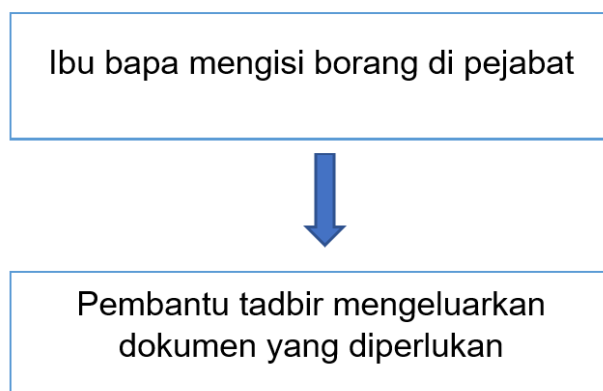 Ibu bapa mengisi borang di pejabat
Pembantu tadbir mengeluarkan
dokumen yang diperlukan